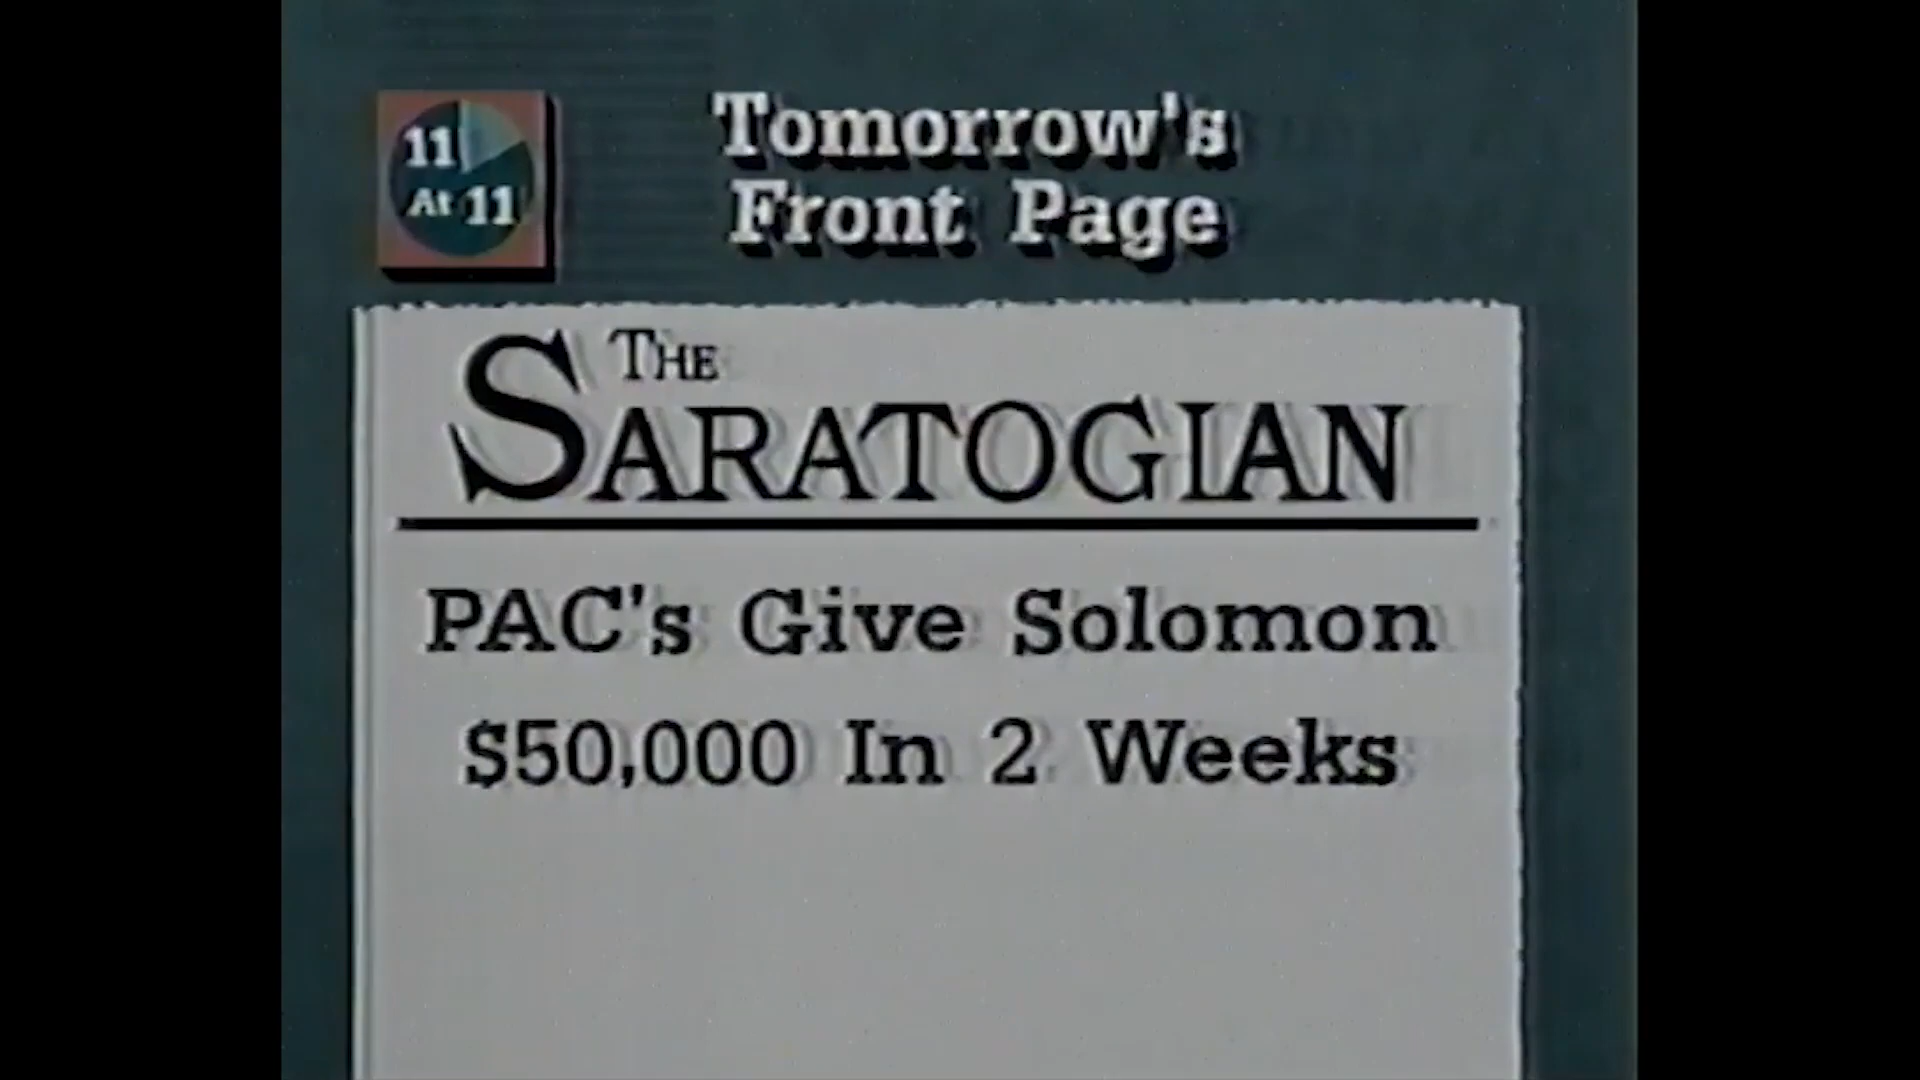 11
At 11
Tomorrow's
Front Page
THE
SARATOGIAN
PAC's Give Solomon
$50,000 In 2 Weeks